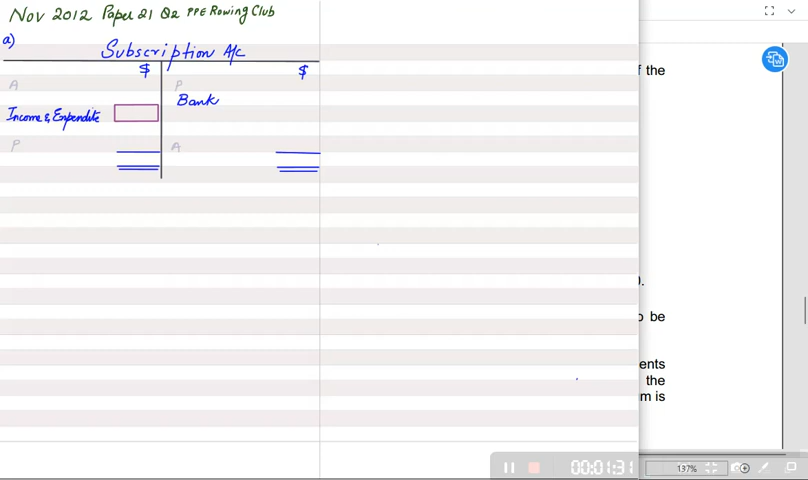 Nov 2012 Paper 21 Q2 PPE Rowing Club
a)
Subscription A/c
$ $
A P
Bank
Income & Expendite
P A
f the
).
o be
ents
the
m is
00:01:31
137%